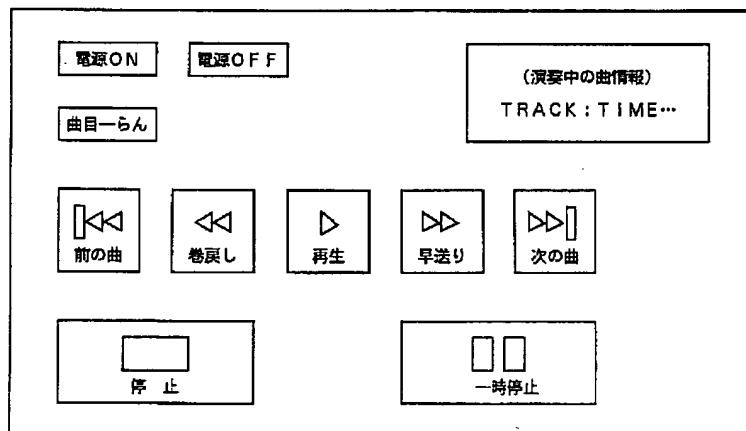 電源ON
電源OFF
(演奏中の曲情報)
TRACK:TIME…
曲目一らん
前の曲
巻戻し
再生
早送り
次の曲
停 止
一時停止